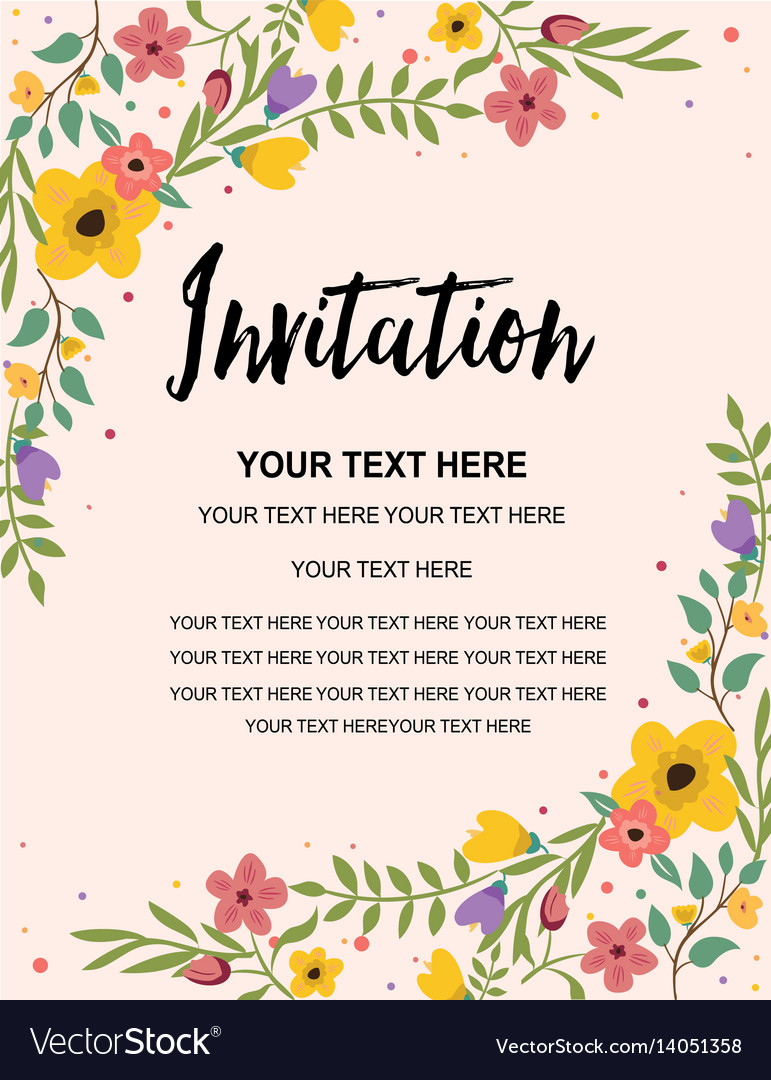 Invitation
YOUR TEXT HERE
YOUR TEXT HERE YOUR TEXT HERE
YOUR TEXT HERE
YOUR TEXT HERE YOUR TEXT HERE YOUR TEXT HERE
YOUR TEXT HERE YOUR TEXT HERE YOUR TEXT HERE
YOUR TEXT HERE YOUR TEXT HERE YOUR TEXT HERE
YOUR TEXT HEREYOUR TEXT HERE
VectorStock® VectorStock.com/14051358